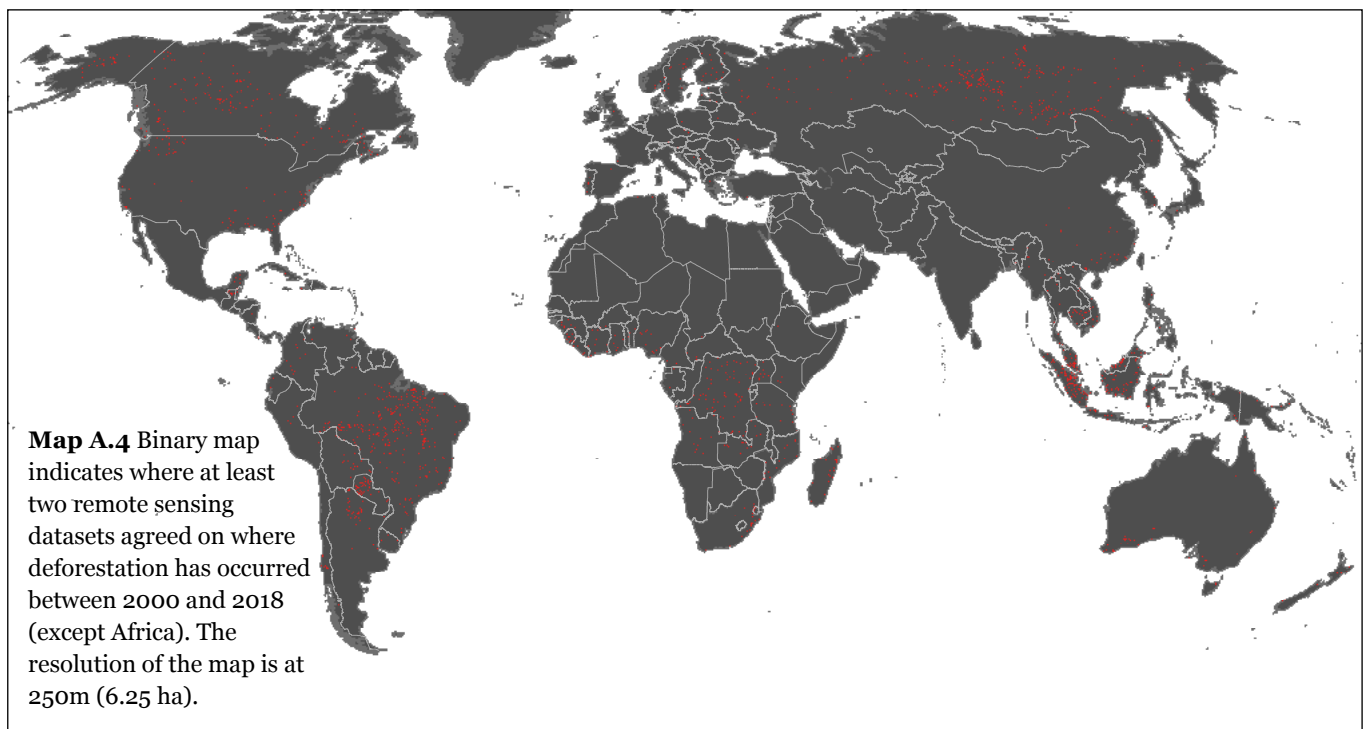 Map A.4 Binary map
indicates where at least
two remote sensing
datasets agreed on where
deforestation has occurred
between 2000 and 2018
(except Africa). The
resolution of the map is at
250m (6.25 ha).